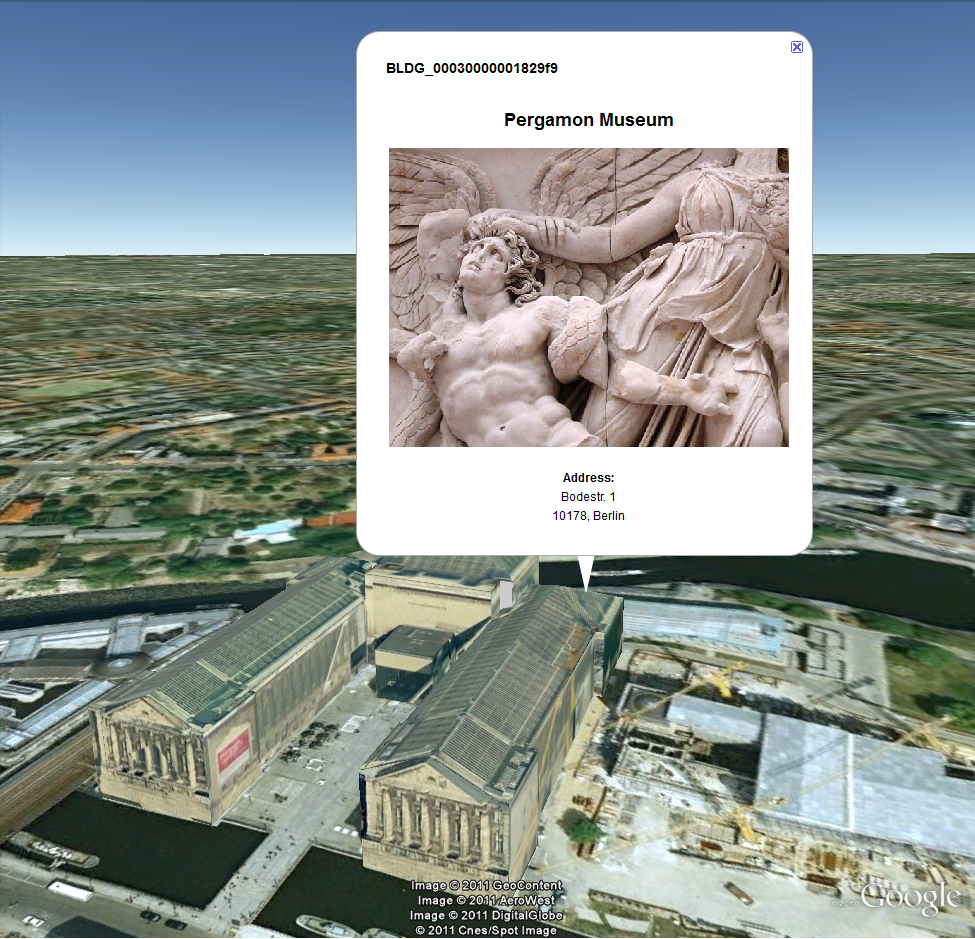 BLDG_00030000001829f9
Pergamon Museum
Address:
Bodestr. 1
10178, Berlin
Image © 2011 GeoContent
Image © 2011 AeroWest
Image © 2011 DigitalGlobe
© 2011 Cnes/Spot Image
Google